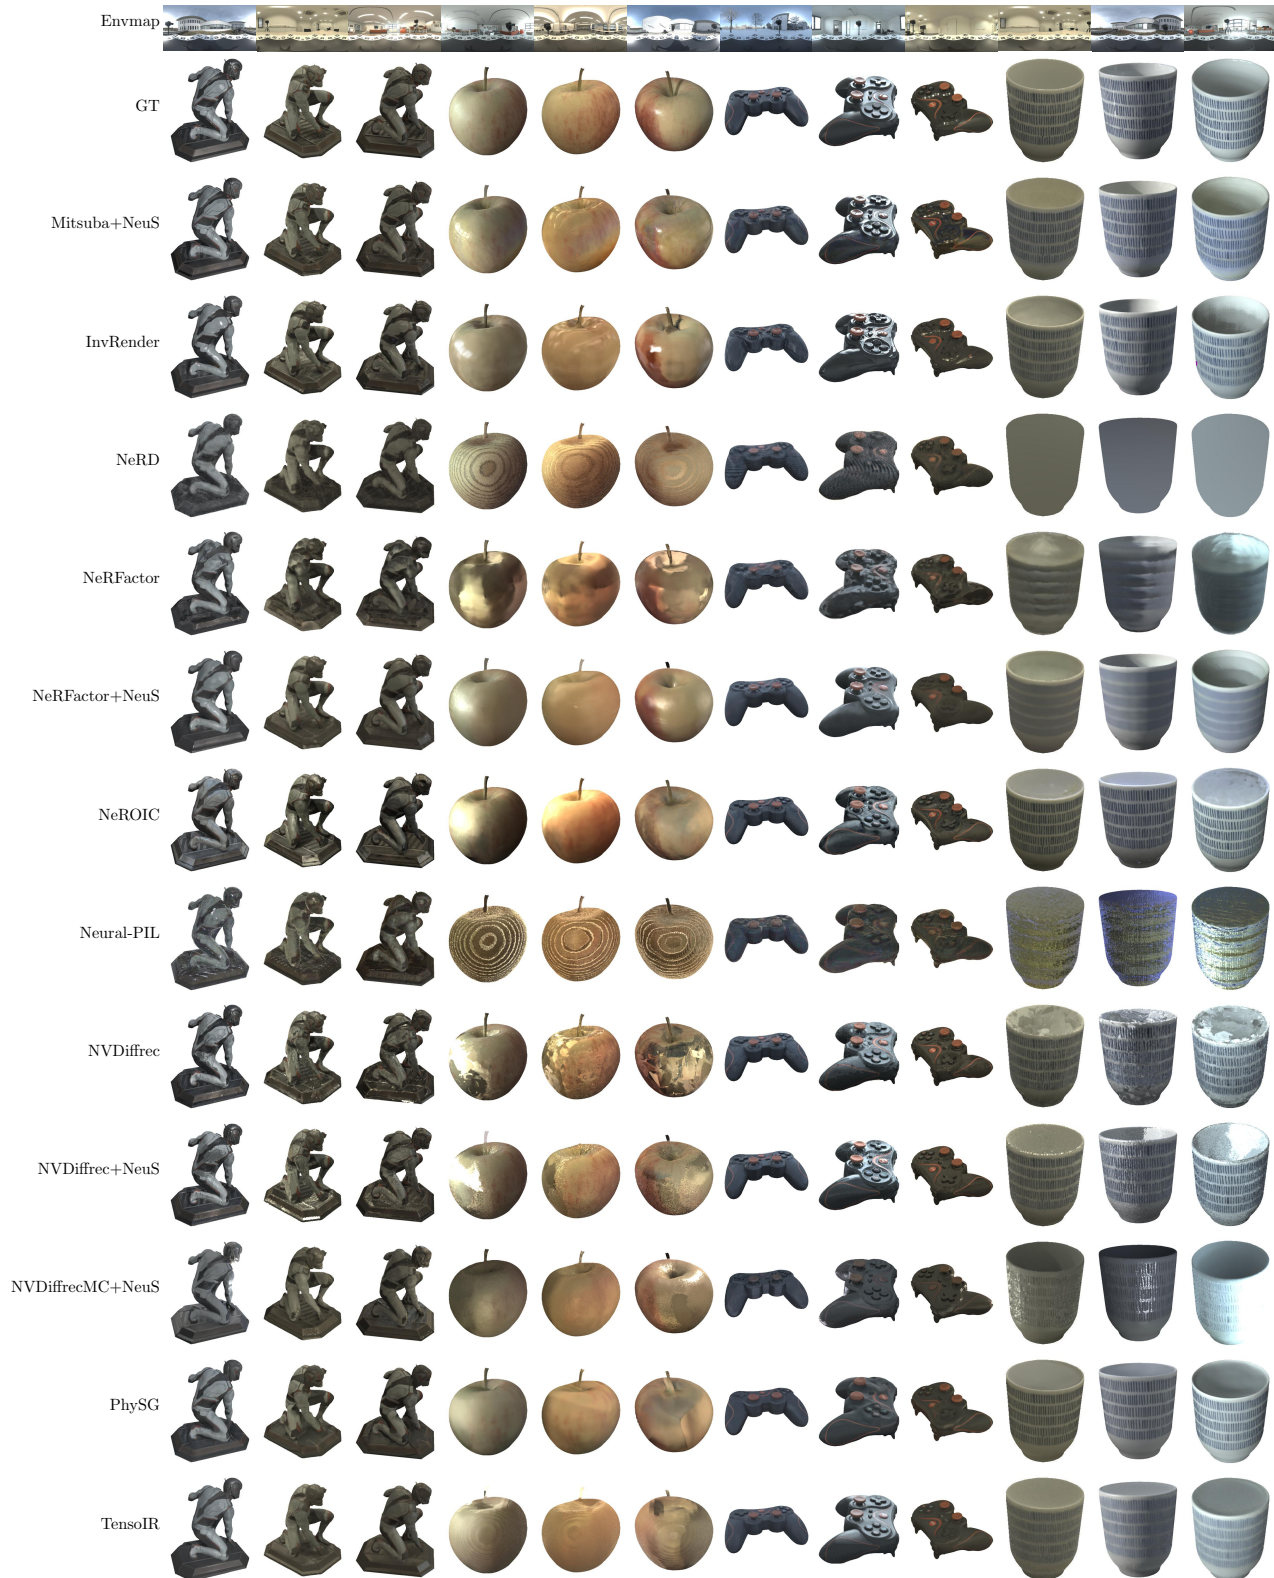 Envmap
GT
Mitsuba+NeuS
InvRender
NeRD
NeRFactor
NeRFactor+NeuS
NeROIC
Neural-PIL
NVDiffrec
NVDiffrec+NeuS
NVDiffrecMC+NeuS
PhySG
TensoIR